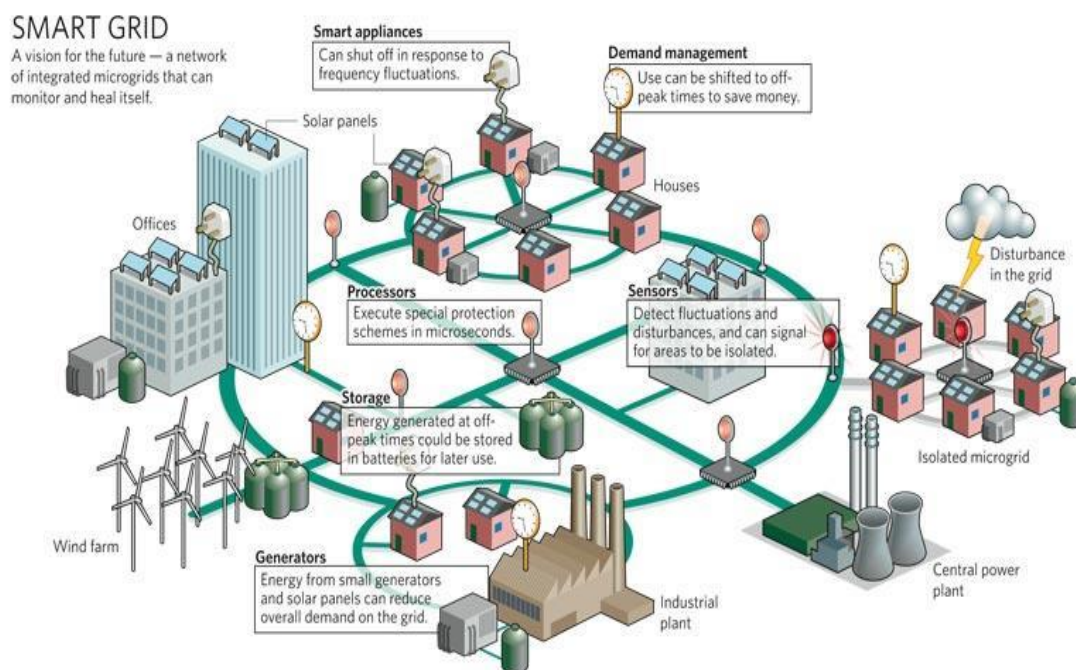 SMART GRID
A vision for the future — a network
of integrated microgrids that can
monitor and heal itself.
Smart appliances
Can shut off in response to
frequency fluctuations.
Demand management
Use can be shifted to off-
peak times to save money.
Solar panels
Houses
Offices
Disturbance
in the grid
Processors
Execute special protection
schemes in microseconds.
Sensors
Detect fluctuations and
disturbances, and can signal
for areas to be isolated.
Storage
Energy generated at off-
peak times could be stored
in batteries for later use.
Isolated microgrid
Wind farm
Generators
Energy from small generators
and solar panels can reduce
overall demand on the grid.
Industrial
plant
Central power
plant